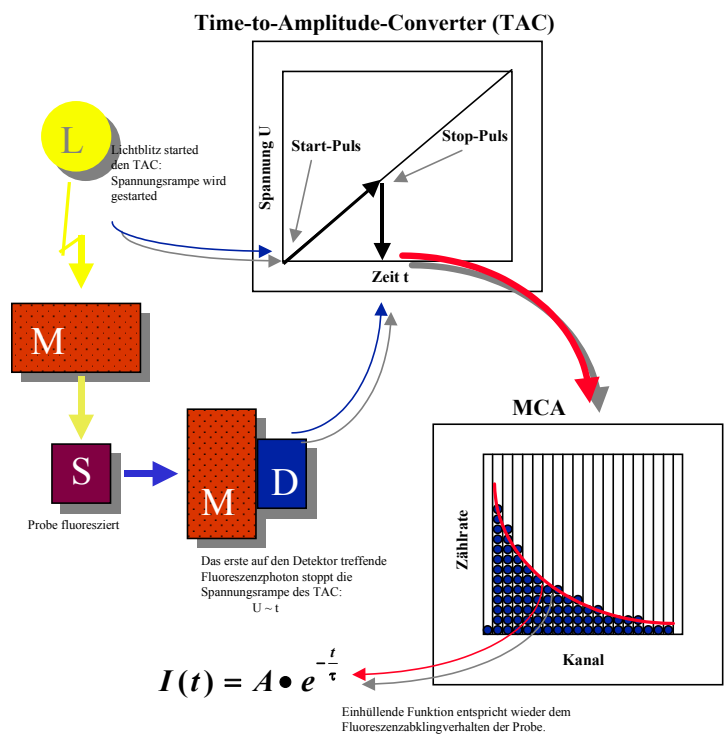 Time-to-Amplitude-Converter (TAC)
L
Lichtblitz started
den TAC:
Spannungsrampe wird
gestarted
Spannung U
Start-Puls
Stop-Puls
Zeit t
M
S
Probe fluoresziert
M
D
Das erste auf den Detektor treffende
Fluoreszenzphoton stoppt die
Spannungsrampe des TAC:
U ~ t
MCA
Zählrate
Kanal
I(t) = A • e^{-\frac{t}{τ}}
Einhüllende Funktion entspricht wieder dem
Fluoreszenzabklingverhalten der Probe.